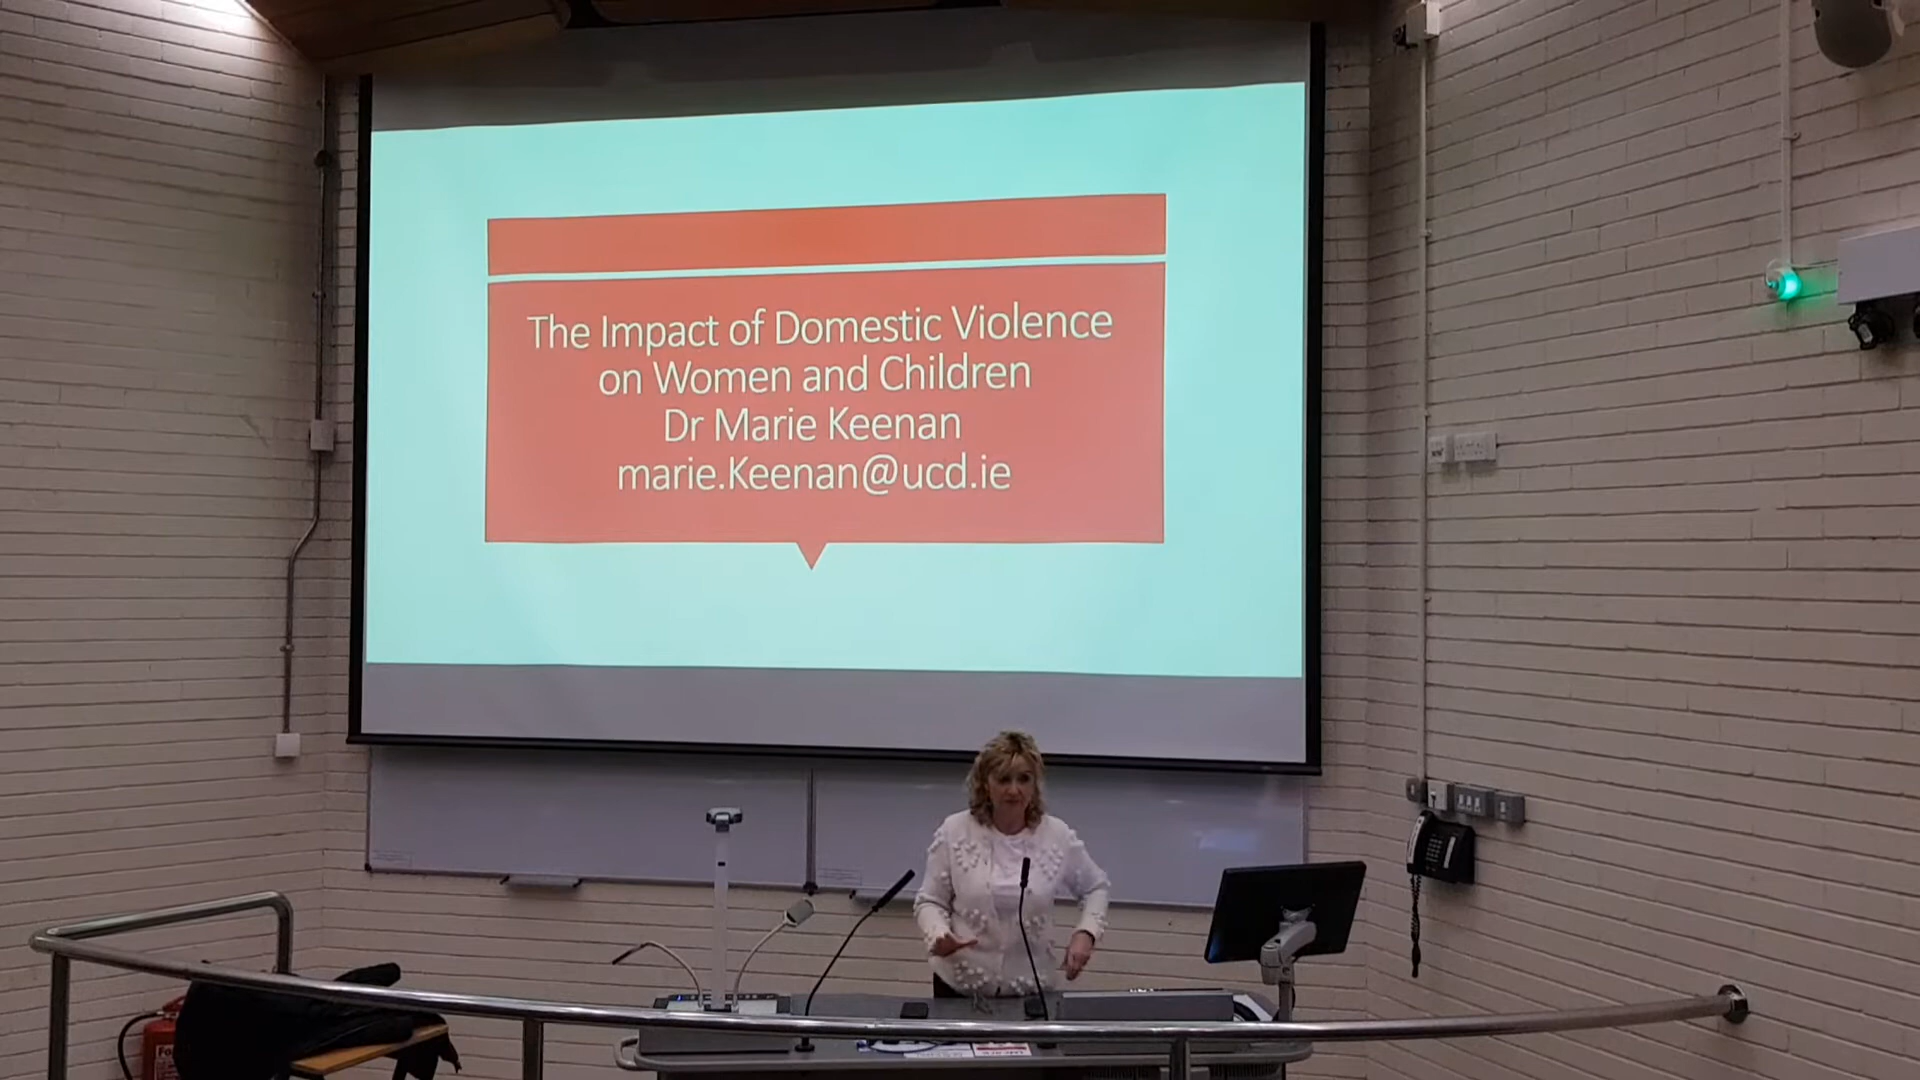 The Impact of Domestic Violence
on Women and Children
Dr Marie Keenan
marie.Keenan@ucd.ie